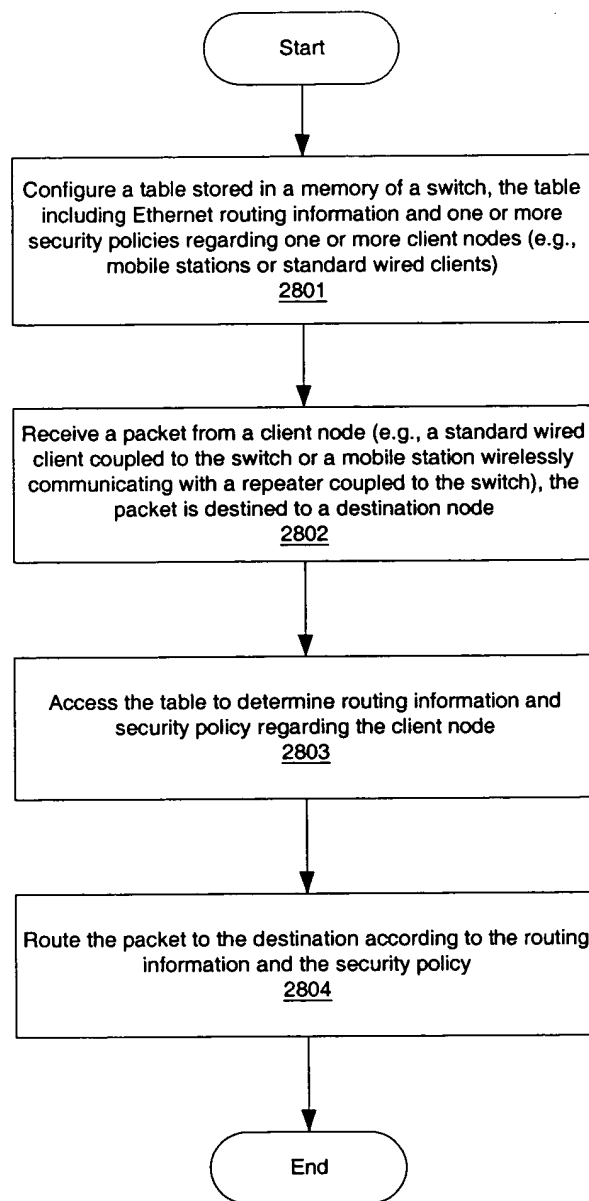 Start
Configure a table stored in a memory of a switch, the table
including Ethernet routing information and one or more
security policies regarding one or more client nodes (e.g.,
mobile stations or standard wired clients)
2801
Receive a packet from a client node (e.g., a standard wired
client coupled to the switch or a mobile station wirelessly
communicating with a repeater coupled to the switch), the
packet is destined to a destination node
2802
Access the table to determine routing information and
security policy regarding the client node
2803
Route the packet to the destination according to the routing
information and the security policy
2804
End